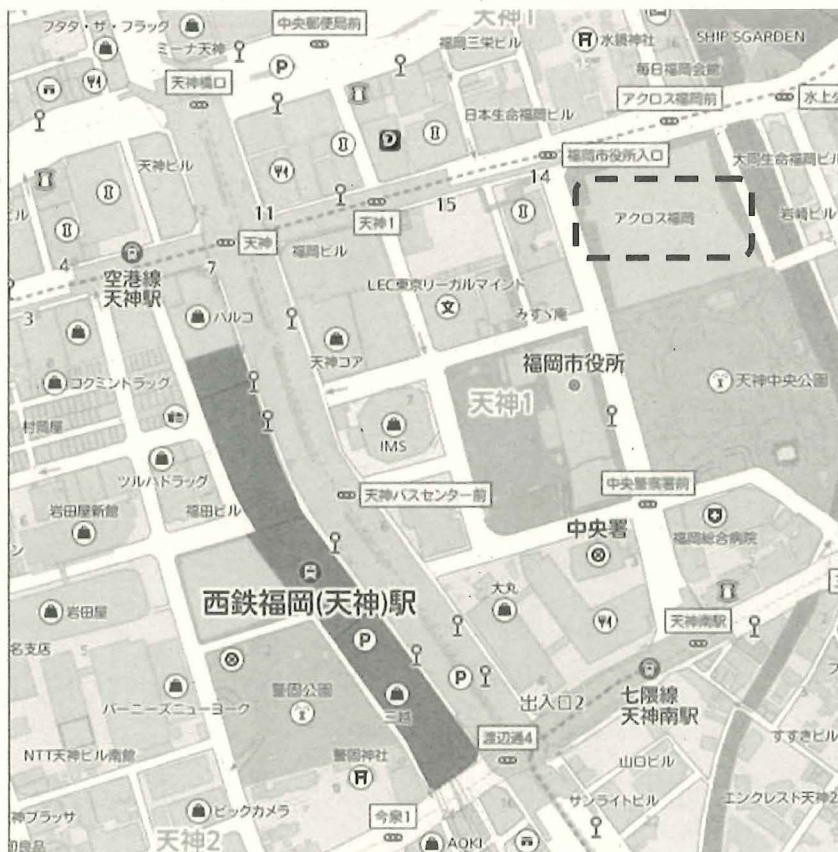 天神1
フタタ・ザ・フラッグ
ミーナ天神
中央郵便局前
福岡三栄ビル
水鏡神社
SHIP SGARDEN
毎日福岡会館
天神橋口
アクロス福岡前
日本生命福岡ビル
天神ビル
福岡市役所入口
大同生命福岡ビル
14
アクロス福岡
岩崎ビル
11
天神1
15
天神
福岡ビル
4
空港線
天神駅
7
3
LEC東京リーガルマインド
パルコ
みすゞ庵
天神コア
福岡市役所
コクミンドラッグ
天神1
天神中央公園
村岡屋
IMS
ツルハドラッグ
天神バスセンター前
中央警察署前
岩田屋新館
福田ビル
中央署
福岡総合病院
西鉄福岡(天神)駅
大丸
岩田屋
天神南駅
名支店
警固公園
七隈線
天神南駅
バーニーズニューヨーク
三越
出入口2
渡辺通4
すずきビル
NTT天神ビル南館
警固神社
山口ビル
サンライトビル
エンクレスト天神2
神プラッサ
ビックカメラ
今泉1
天神2
AOKI